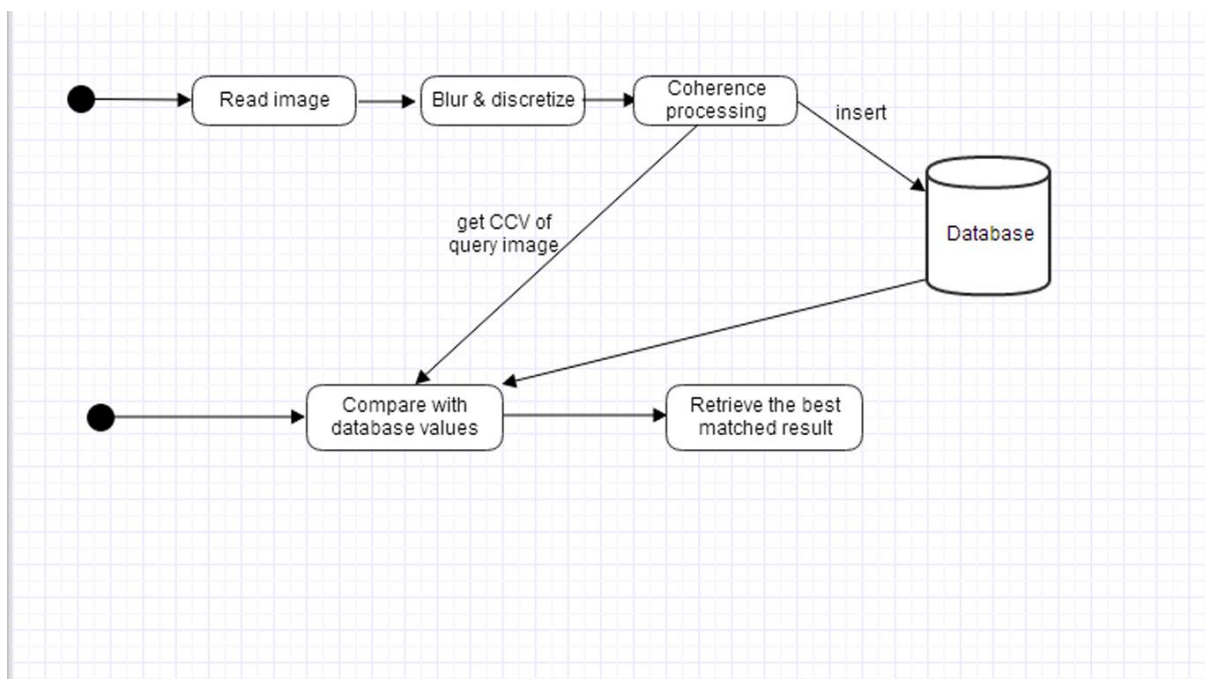 Read image
Blur & discretize
Coherence
processing
insert
get CCV of
query image
Database
Compare with
database values
Retrieve the best
matched result